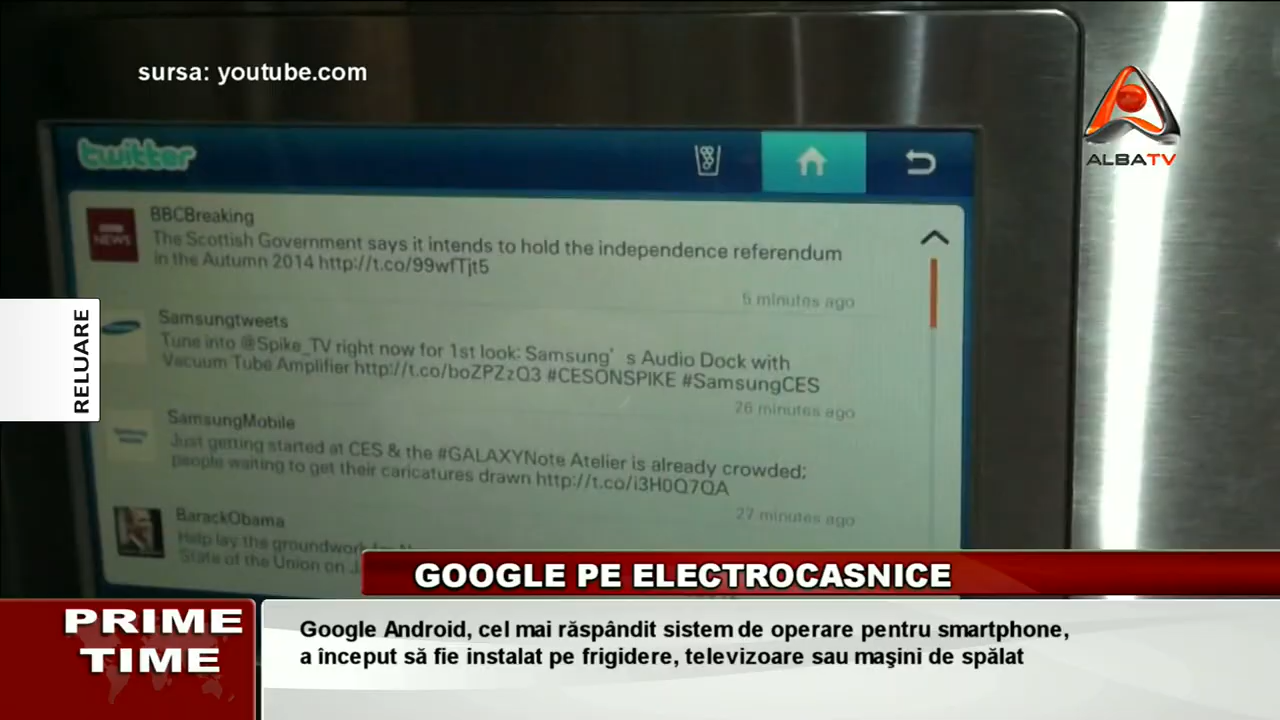 sursa: youtube.com
ALBATV
twitter
BBCBreaking
BBC
NEWS
The Scottish Government says it intends to hold the independence referendum
in the Autumn 2014 http://t.co/99wfTjt5
5 minutes ago
Samsungtweets
Tune into @Spike_TV right now for 1st look: Samsung's Audio Dock with
Vacuum Tube Amplifier http://t.co/boZPZzQ3 #CESONSPIKE #SamsungCES
26 minutes ago
SamsungMobile
Just getting started at CES & the #GALAXYNote Atelier is already crowded;
people waiting to get their caricatures drawn http://t.co/i3H0Q7QA
27 minutes ago
BarackObama
Help lay the groundwork
State of the Union on
RELUARE
GOOGLE PE ELECTROCASNICE
PRIME
TIME
Google Android, cel mai răspândit sistem de operare pentru smartphone,
a început să fie instalat pe frigidere, televizoare sau maşini de spălat